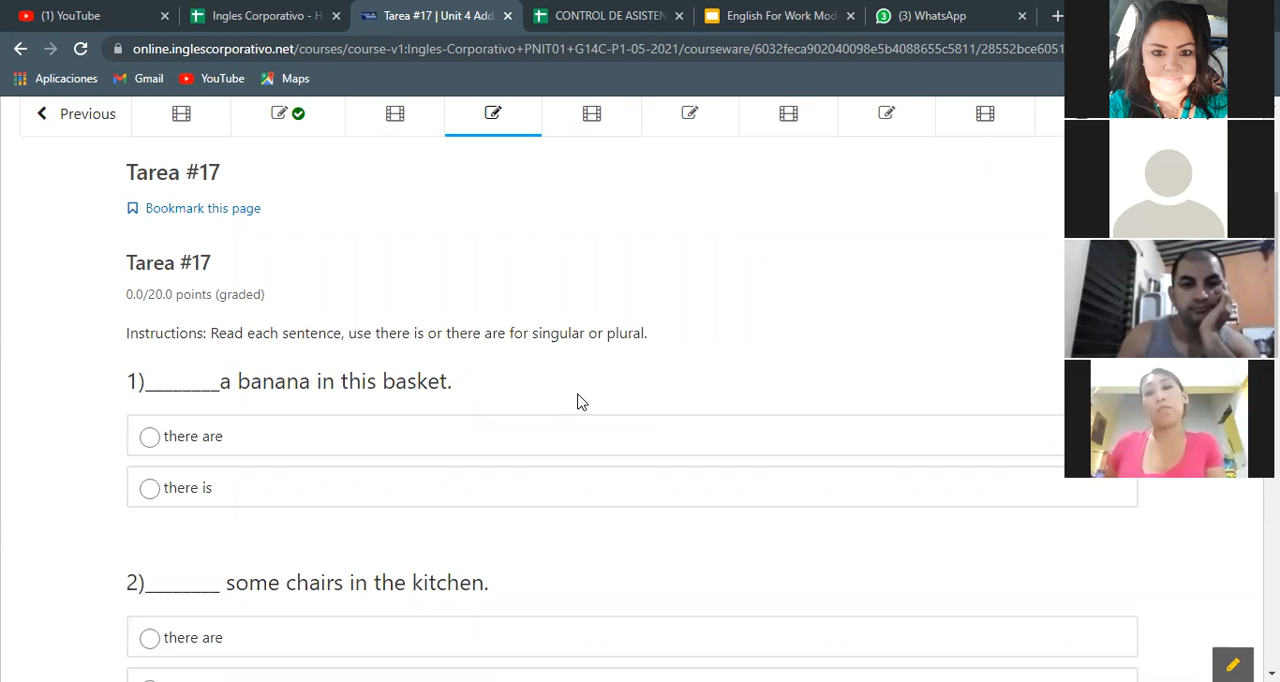 (1) YouTube
Ingles Corporativo - H
Tarea #17 | Unit 4 Add
CONTROL DE ASISTEN
English For Work Mod
(3) WhatsApp
online.inglescorporativo.net/courses/course-v1:Ingles-Corporativo+PNIT01+G14C-P1-05-2021/courseware/6032feca902040098e5b4088655c5811/28552bce6051
Aplicaciones
Gmail
YouTube
Maps
Previous
Tarea #17
Bookmark this page
Tarea #17
0.0/20.0 points (graded)
Instructions: Read each sentence, use there is or there are for singular or plural.
1)________a banana in this basket.
there are
there is
2)________ some chairs in the kitchen.
there are